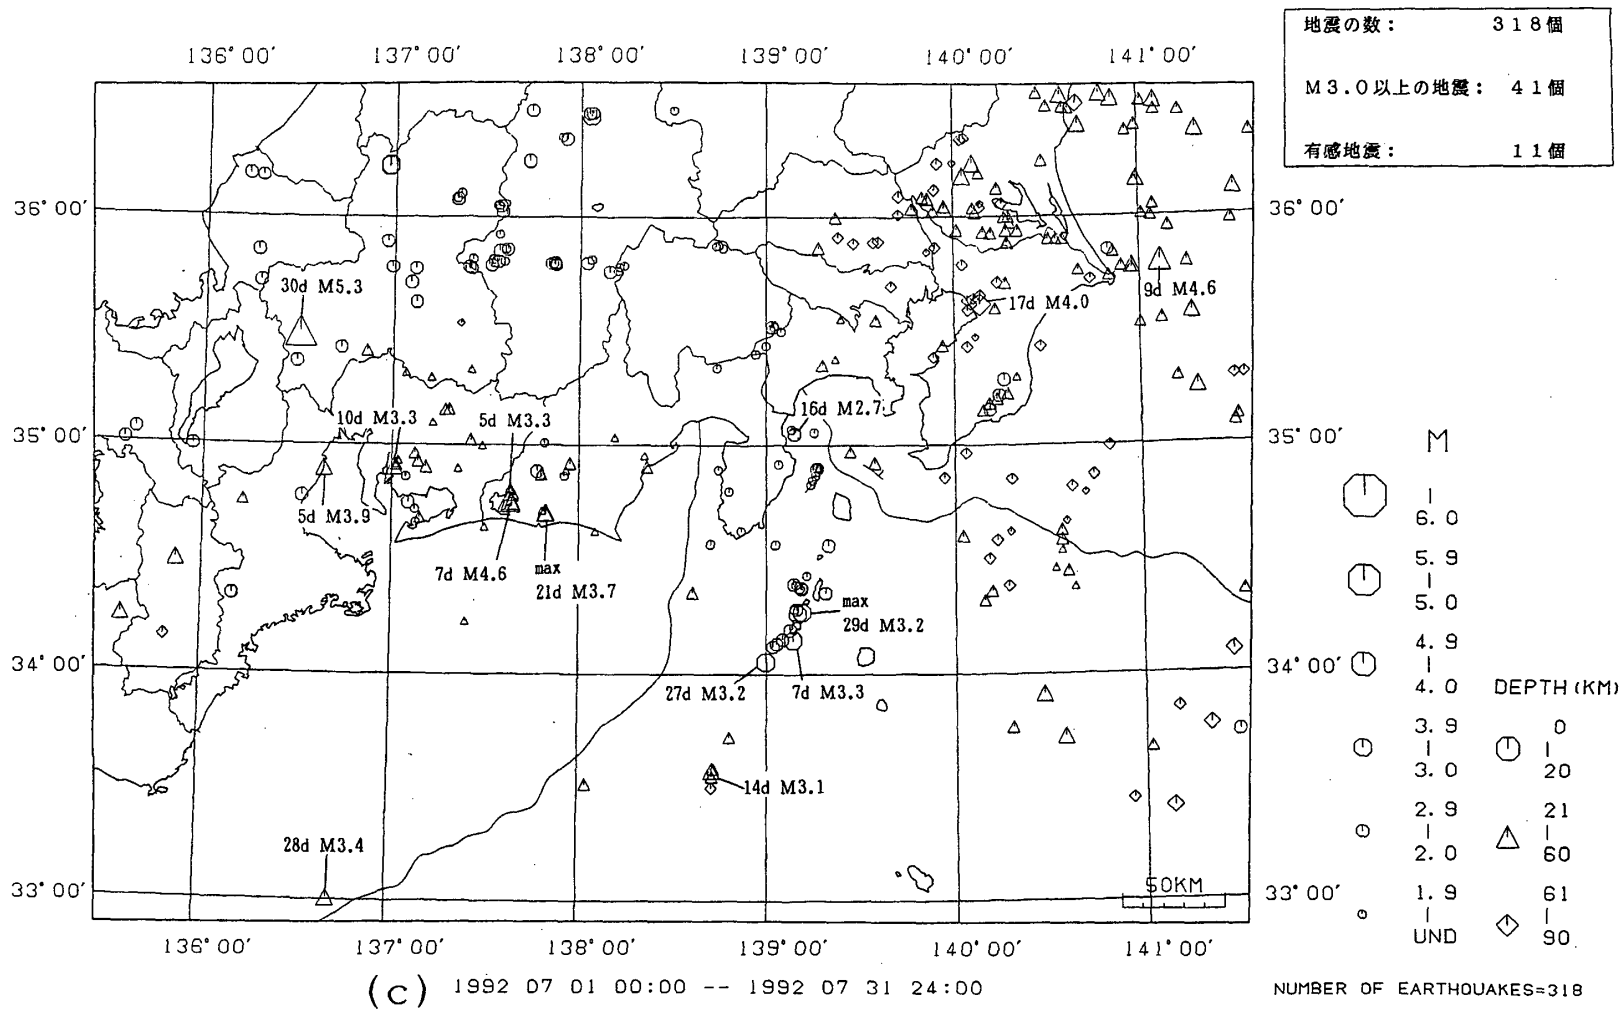 地震の数： 318個
M3.0以上の地震： 41個
有感地震： 11個
136°00' 137°00' 138°00' 139°00' 140°00' 141°00'
36°00' 36°00'
30d M5.3
9d M4.6
17d M4.0
10d M3.3 5d M3.3 16d M2.7
35°00' 35°00'
5d M3.9
7d M4.6
max
21d M3.7
max
29d M3.2
34°00' 34°00'
27d M3.2 7d M3.3
14d M3.1
28d M3.4
33°00' 50KM 33°00'
136°00' 137°00' 138°00' 139°00' 140°00' 141°00'
M
6.0
5.9
5.0
4.9
4.0
3.9
3.0
2.9
2.0
1.9
UND
DEPTH(KM)
0
20
21
60
61
90
(c) 1992 07 01 00:00 -- 1992 07 31 24:00
NUMBER OF EARTHQUAKES=318